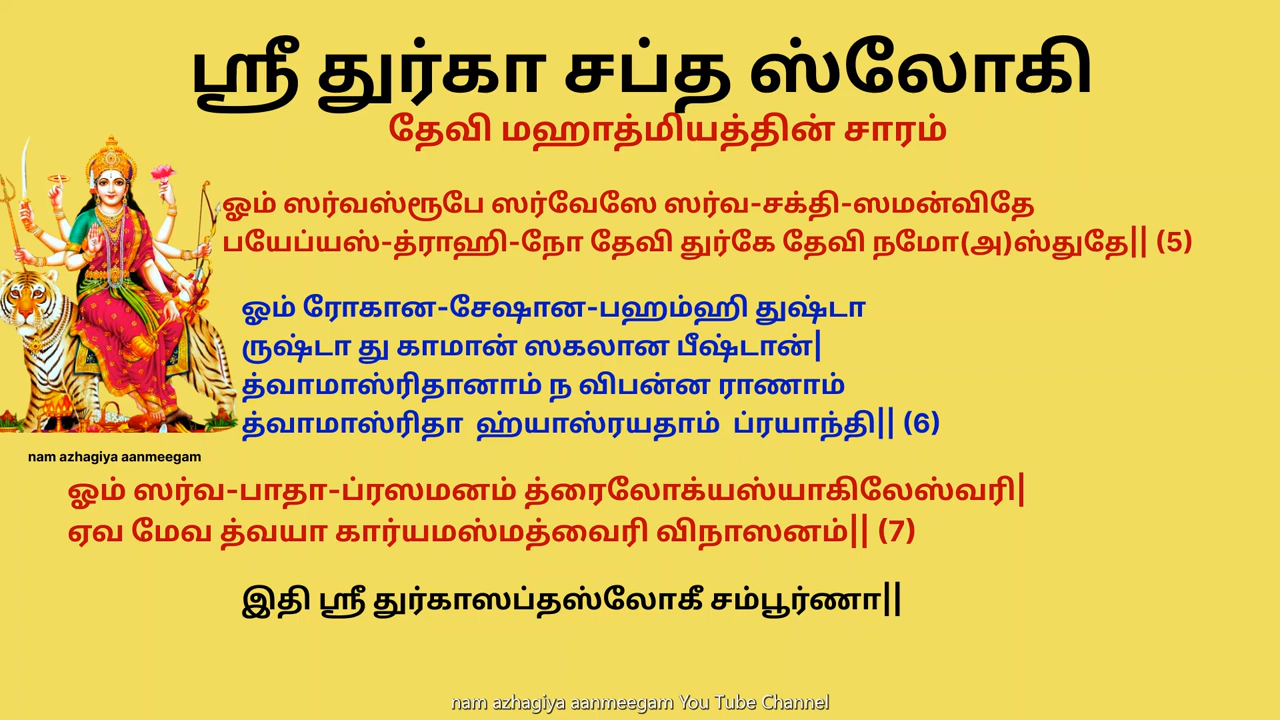 ஸ்ரீ துர்கா சப்த ஸ்லோகி
தேவி மஹாத்மியத்தின் சாரம்
ஓம் ஸர்வஸ்ரூபே ஸர்வேஸே ஸர்வ-சக்தி-ஸமன்விதே
பயேப்யஸ்-த்ராஹி-நோ தேவி துர்கே தேவி நமோ(அ)ஸ்துதே|| (5)
ஓம் ரோகான-சேஷான-பஹம்ஹி துஷ்டா
ருஷ்டா து காமான் ஸகலான பீஷ்டான்|
த்வாமாஸ்ரிதானாம் ந விபன்ன ராணாம்
த்வாமாஸ்ரிதா ஹ்யாஸ்ரயதாம் ப்ரயாந்தி|| (6)
nam azhagiya aanmeegam
ஓம் ஸர்வ-பாதா-ப்ரஸமனம் த்ரைலோக்யஸ்யாகிலேஸ்வரி|
ஏவ மேவ த்வயா கார்யமஸ்மத்வைரி விநாஸனம்|| (7)
இதி ஸ்ரீ துர்காஸப்தஸ்லோகீ சம்பூர்ணா||
nam azhagiya aanmeegam You Tube Channel